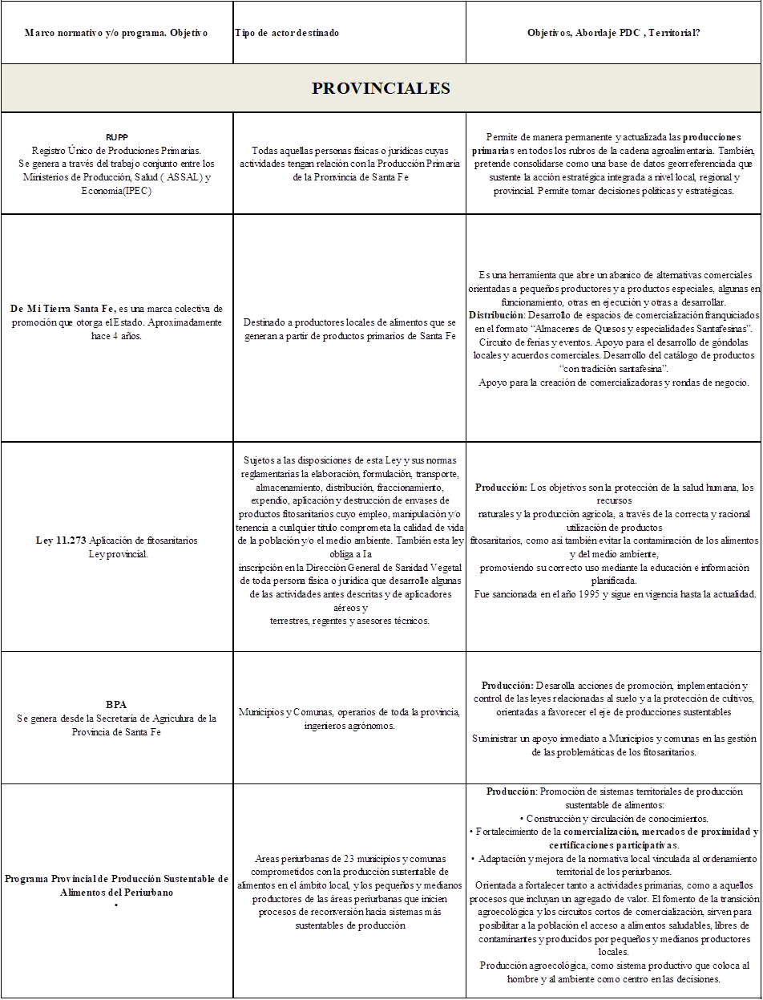 Marco normativo y/o programa. Objetivo
Tipo de actor destinado
Objetivos, Abordaje PDC , Territorial?
PROVINCIALES
RUPP
Registro Único de Produciones Primarias.
Se genera a través del trabajo conjunto entre los
Ministerios de Producción, Salud ( ASSAL) y
Economía(IPEC)
Todas aquellas personas físicas o jurídicas cuyas
actividades tengan relación con la Producción Primaria
de la Pronvincia de Santa Fe
Permite de manera permanente y actualizada las producciones
primarias en todos los rubros de la cadena agroalimentaria. También,
pretende consolidarse como una base de datos georreferenciada que
sustente la acción estratégica integrada a nivel local, regional y
provincial. Permite tomar decisiones políticas y estratégicas.
De Mi Tierra Santa Fe, es una marca colectiva de
promoción que otorga el Estado. Aproximadamente
hace 4 años.
Destinado a productores locales de alimentos que se
generan a partir de productos primarios de Santa Fe
Es una herramienta que abre un abanico de alternativas comerciales
orientadas a pequeños productores y a productos especiales, algunas en
funcionamiento, otras en ejecución y otras a desarrollar.
Distribución: Desarrollo de espacios de comercialización franquiciados
en el formato “Almacenes de Quesos y especialidades Santafesinas”.
Circuito de ferias y eventos. Apoyo para el desarrollo de góndolas
locales y acuerdos comerciales. Desarrollo del catálogo de productos
“con tradición santafesina”.
Apoyo para la creación de comercializadoras y rondas de negocio.
Ley 11.273 Aplicación de fitosanitarios
Ley provincial.
Sujetos a las disposiciones de esta Ley y sus normas
reglamentarias la elaboración, formulación, transporte,
almacenamiento, distribución, fraccionamiento,
expendio, aplicación y destrucción de envases de
productos fitosanitarios cuyo empleo, manipulación y/o
tenencia a cualquier título comprometa la calidad de vida
de la población y/o el medio ambiente. También esta ley
obliga a Ia
inscripción en la Dirección General de Sanidad Vegetal
de toda persona física o jurídica que desarrolle algunas
de las actividades antes descritas y de aplicadores
aéreos y
terrestres, regentes y asesores técnicos.
Producción: Los objetivos son la protección de la salud humana, los
recursos
naturales y la producción agrícola, a través de la correcta y racional
utilización de productos
fitosanitarios, como así también evitar la contaminación de los alimentos
y del medio ambiente,
promoviendo su correcto uso mediante la educación e información
planificada.
Fue sancionada en el año 1995 y sigue en vigencia hasta la actualidad.
BPA
Se genera desde la Secretaria de Agricultura de la
Provincia de Santa Fe
Municipios y Comunas, operarios de toda la provincia,
ingenieros agrónomos.
Producción: Desarolla acciones de promoción, implementación y
control de las leyes relacionadas al suelo y a la protección de cultivos,
orientadas a favorecer el eje de producciones sustentables
Suministrar un apoyo inmediato a Municipios y comunas en las gestión
de las problemáticas de los fitosanitarios.
Programa Provincial de Producción Sustentable de
Alimentos del Periurbano
•
Areas periurbanas de 23 municipios y comunas
comprometidos con la producción sustentable de
alimentos en el ámbito local, y los pequeños y medianos
productores de las áreas periurbanas que inicien
procesos de reconversión hacia sistemas más
sustentables de producción
Producción: Promoción de sistemas territoriales de producción
sustentable de alimentos:
• Construcción y circulación de conocimientos.
• Fortalecimiento de la comercialización, mercados de proximidad y
certificaciones participativas.
• Adaptación y mejora de la normativa local vinculada al ordenamiento
territorial de los periurbanos.
Orientada a fortalecer tanto a actividades primarias, como a aquellos
procesos que incluyan un agregado de valor. El fomento de la transición
agroecológica y los circuitos cortos de comercialización, sirven para
posibilitar a la población el acceso a alimentos saludables, libres de
contaminantes y producidos por pequeños y medianos productores
locales.
Producción agroecológica, como sistema productivo que coloca al
hombre y al ambiente como centro en las decisiones.